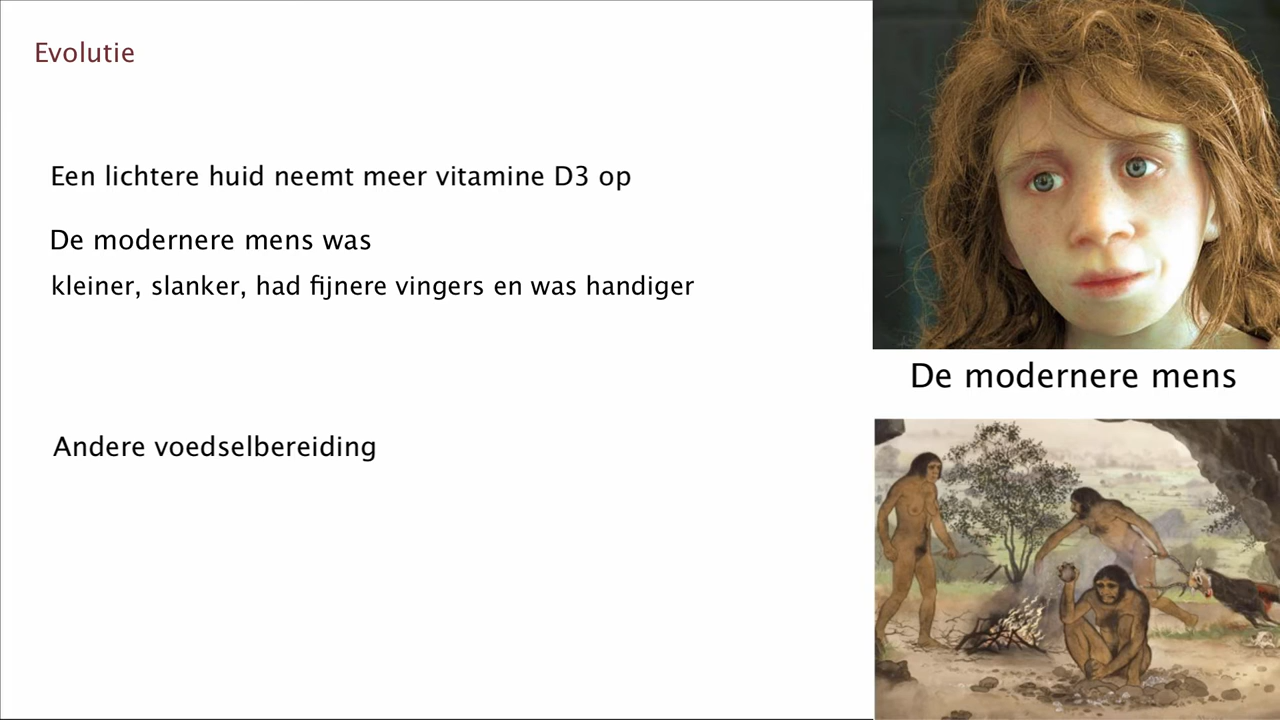 Evolutie
Een lichtere huid neemt meer vitamine D3 op
De modernere mens was
kleiner, slanker, had fijnere vingers en was handiger
De modernere mens
Andere voedselbereiding